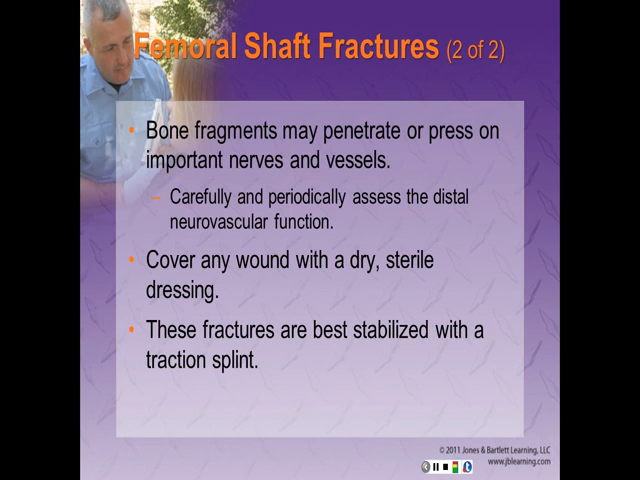 Femoral Shaft Fractures (2 of 2)
• Bone fragments may penetrate or press on
important nerves and vessels.
– Carefully and periodically assess the distal
neurovascular function.
• Cover any wound with a dry, sterile
dressing.
• These fractures are best stabilized with a
traction splint.
© 2011 Jones & Bartlett Learning, LLC
www.jblearning.com